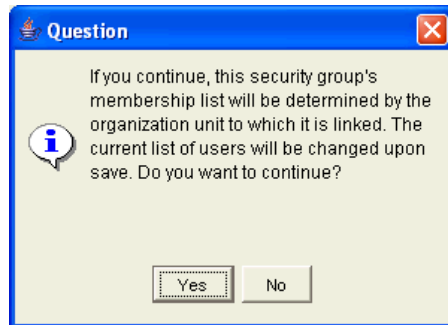 Question
If you continue, this security group's
membership list will be determined by the
organization unit to which it is linked. The
current list of users will be changed upon
save. Do you want to continue?
Yes No